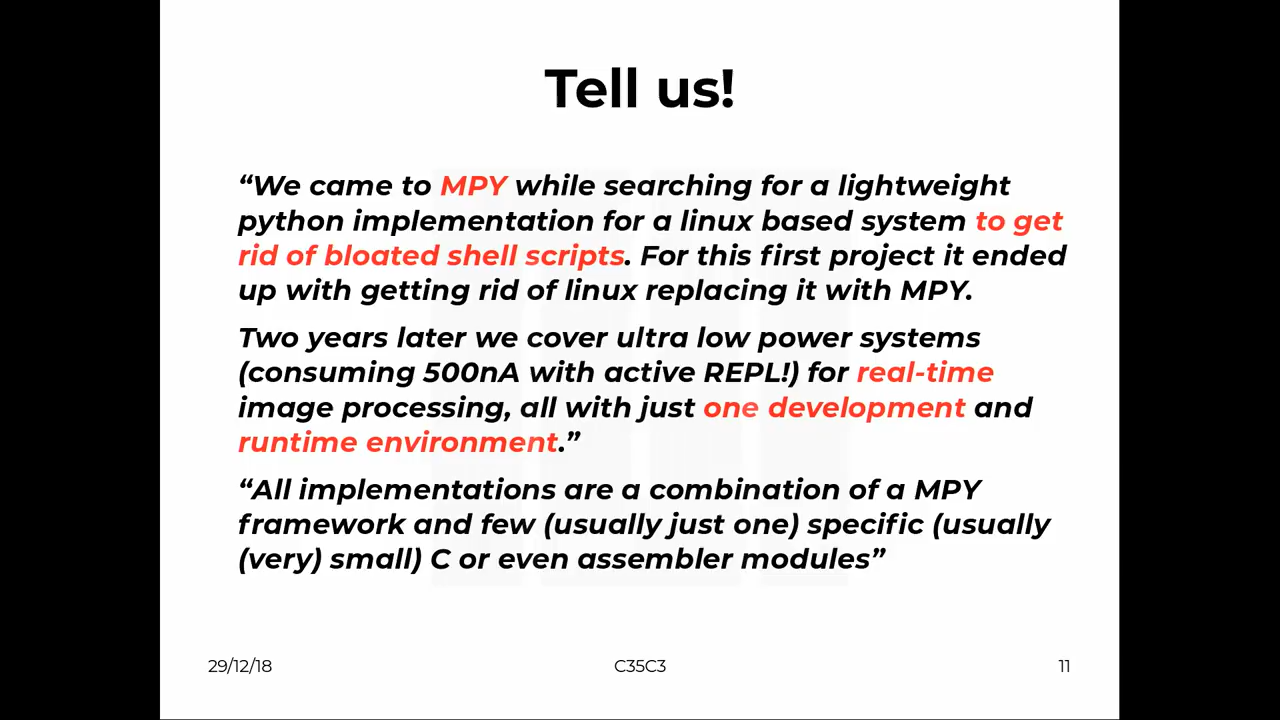 Tell us!
“We came to MPY while searching for a lightweight
python implementation for a linux based system to get
rid of bloated shell scripts. For this first project it ended
up with getting rid of linux replacing it with MPY.
Two years later we cover ultra low power systems
(consuming 500nA with active REPL!) for real-time
image processing, all with just one development and
runtime environment.”
“All implementations are a combination of a MPY
framework and few (usually just one) specific (usually
(very) small) C or even assembler modules”
29/12/18
C35C3
11